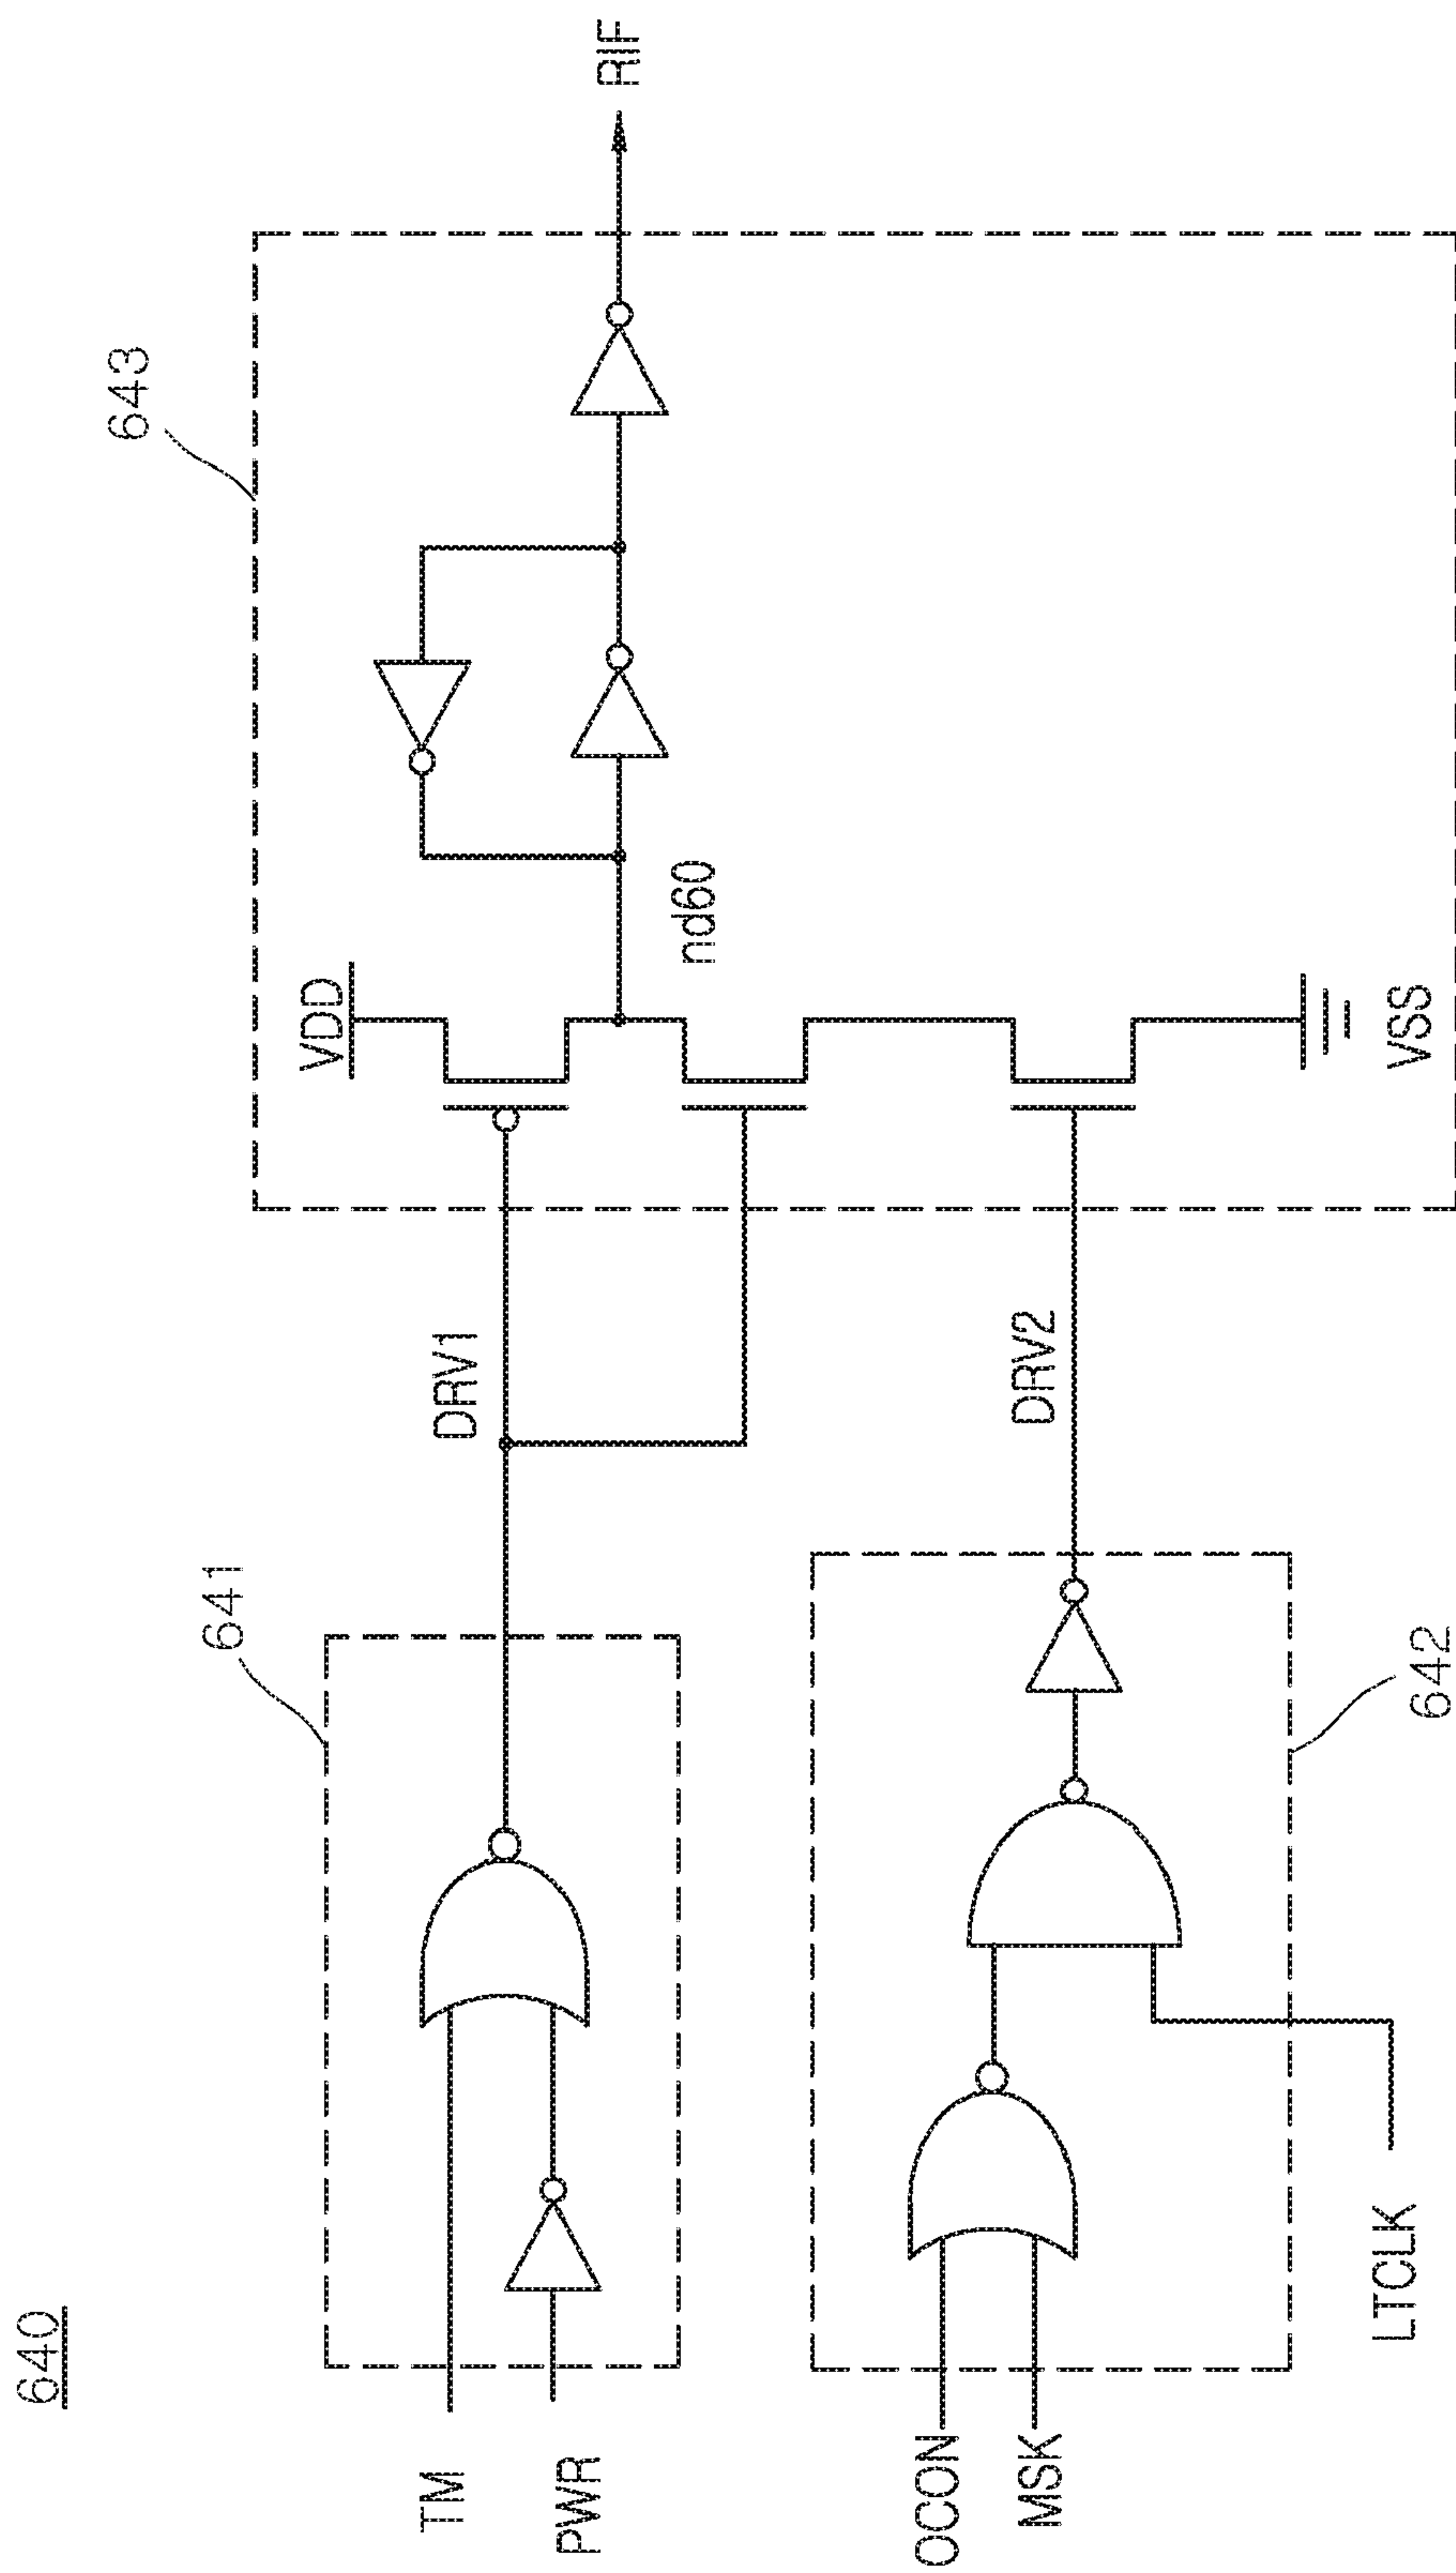 640
641
643
TM
PWR
DRV1
VDD
nd60
RIF
OCON
MSK
DRV2
VSS
LTCLK
642